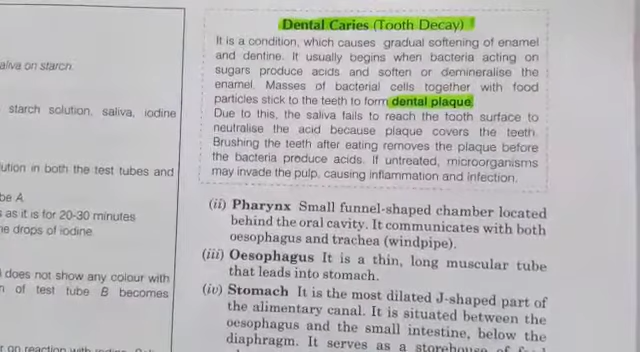 aliva on starch.
starch solution, saliva, iodine
ution in both the test tubes and
be A.
as it is for 20-30 minutes
ne drops of iodine.
does not show any colour with
n of test tube B becomes
Dental Caries (Tooth Decay)
It is a condition, which causes gradual softening of enamel
and dentine. It usually begins when bacteria acting on
sugars produce acids and soften or demineralise the
enamel. Masses of bacterial cells together with food
particles stick to the teeth to form dental plaque.
Due to this, the saliva fails to reach the tooth surface to
neutralise the acid because plaque covers the teeth.
Brushing the teeth after eating removes the plaque before
the bacteria produce acids. If untreated, microorganisms
may invade the pulp, causing inflammation and infection.
(ii) Pharynx Small funnel-shaped chamber located
behind the oral cavity. It communicates with both
oesophagus and trachea (windpipe).
(iii) Oesophagus It is a thin, long muscular tube
that leads into stomach.
(iv) Stomach It is the most dilated J-shaped part of
the alimentary canal. It is situated between the
oesophagus and the small intestine, below the
diaphragm. It serves as a storehouse of